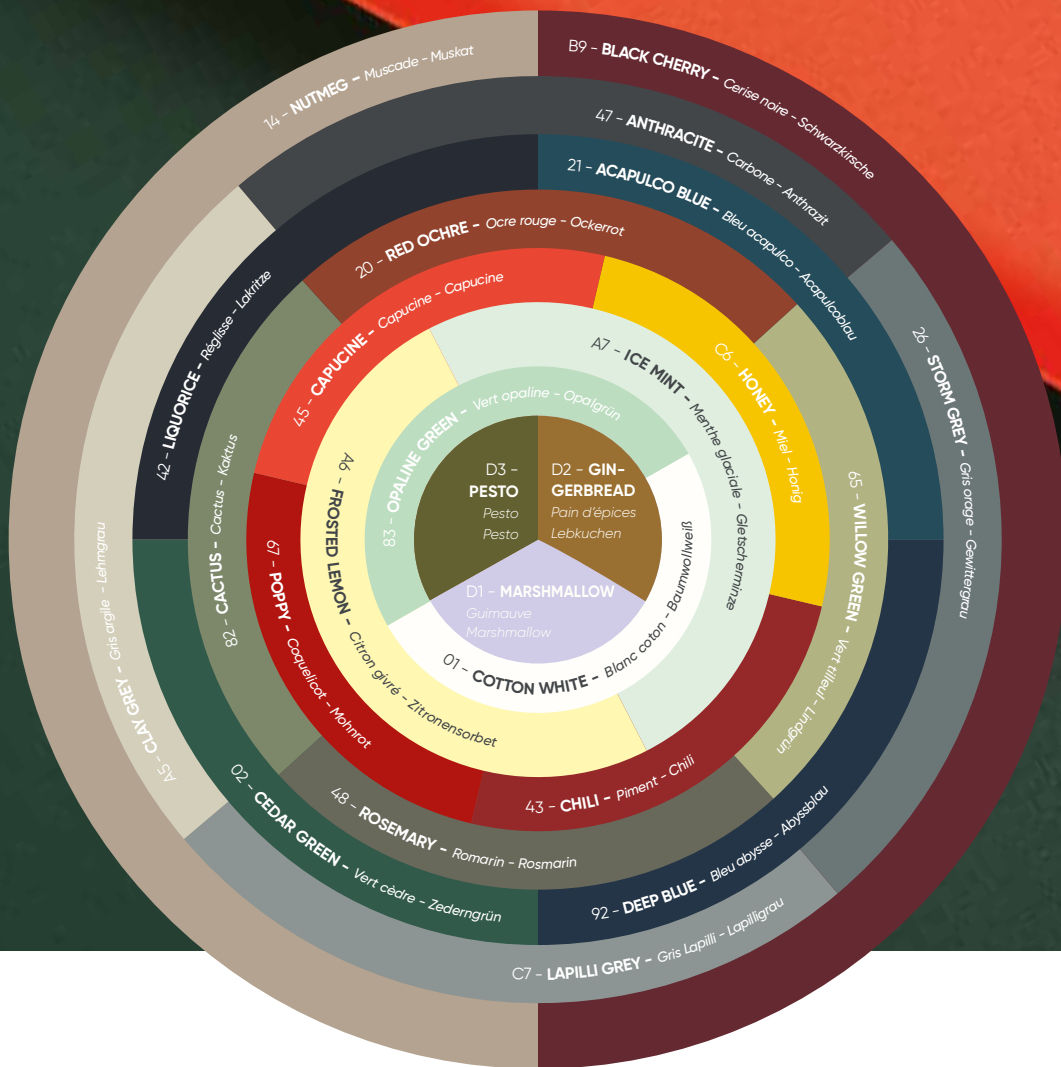 14 - NUTMEG - Muscade - Muskat
B9 - BLACK CHERRY - Cerise noire - Schwarzkirsche
47 - ANTHRACITE - Carbone - Anthrazit
26 - STORM GREY - Gris orage - Gewittergrau
C7 - LAPILLI GREY - Gris Lapilli - Lapilligrau
A5 - CLAY GREY - Gris argile - Lehmgrau
42 - LIQUORICE - Réglisse - Lakritze
21 - ACAPULCO BLUE - Bleu acapulco - Acapulcoblau
92 - DEEP BLUE - Bleu abysse - Abyssblau
02 - CEDAR GREEN - Vert cèdre - Zederngrün
20 - RED OCHRE - Ocre rouge - Ockerrot
65 - WILLOW GREEN - Vert tilleul - Lindgrün
48 - ROSEMARY - Romarin - Rosmarin
82 - CACTUS - Cactus - Kaktus
45 - CAPUCINE - Capucine - Capucine
C6 - HONEY - Miel - Honig
43 - CHILI - Piment - Chili
67 - POPPY - Coquelicot - Mohnrot
A7 - ICE MINT - Menthe glaciale - Gletscherminze
A6 - FROSTED LEMON - Citron givré - Zitronensorbet
83 - OPALINE GREEN - Vert opaline - Opalgrün
01 - COTTON WHITE - Blanc coton - Baumwollweiß
D3 -
PESTO
Pesto
Pesto
D2 - GIN-
GERBREAD
Pain d'épices
Lebkuchen
D1 - MARSHMALLOW
Guimauve
Marshmallow